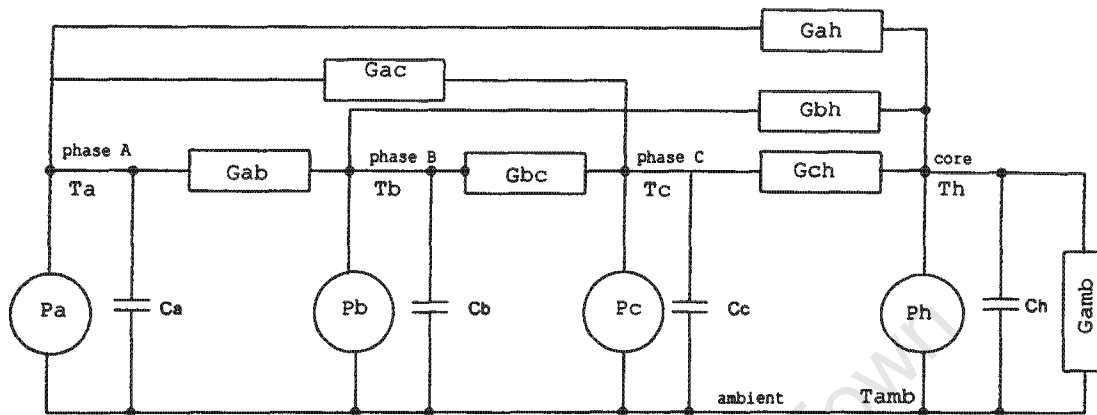 Gah
Gac
Gbh
phase A
Gab
phase B
Gbc
phase C
Gch
core
Ta
Tb
Tc
Th
Pa
Ca
Pb
Cb
Pc
Cc
Ph
Ch
Gamb
ambient
Tamb
Town